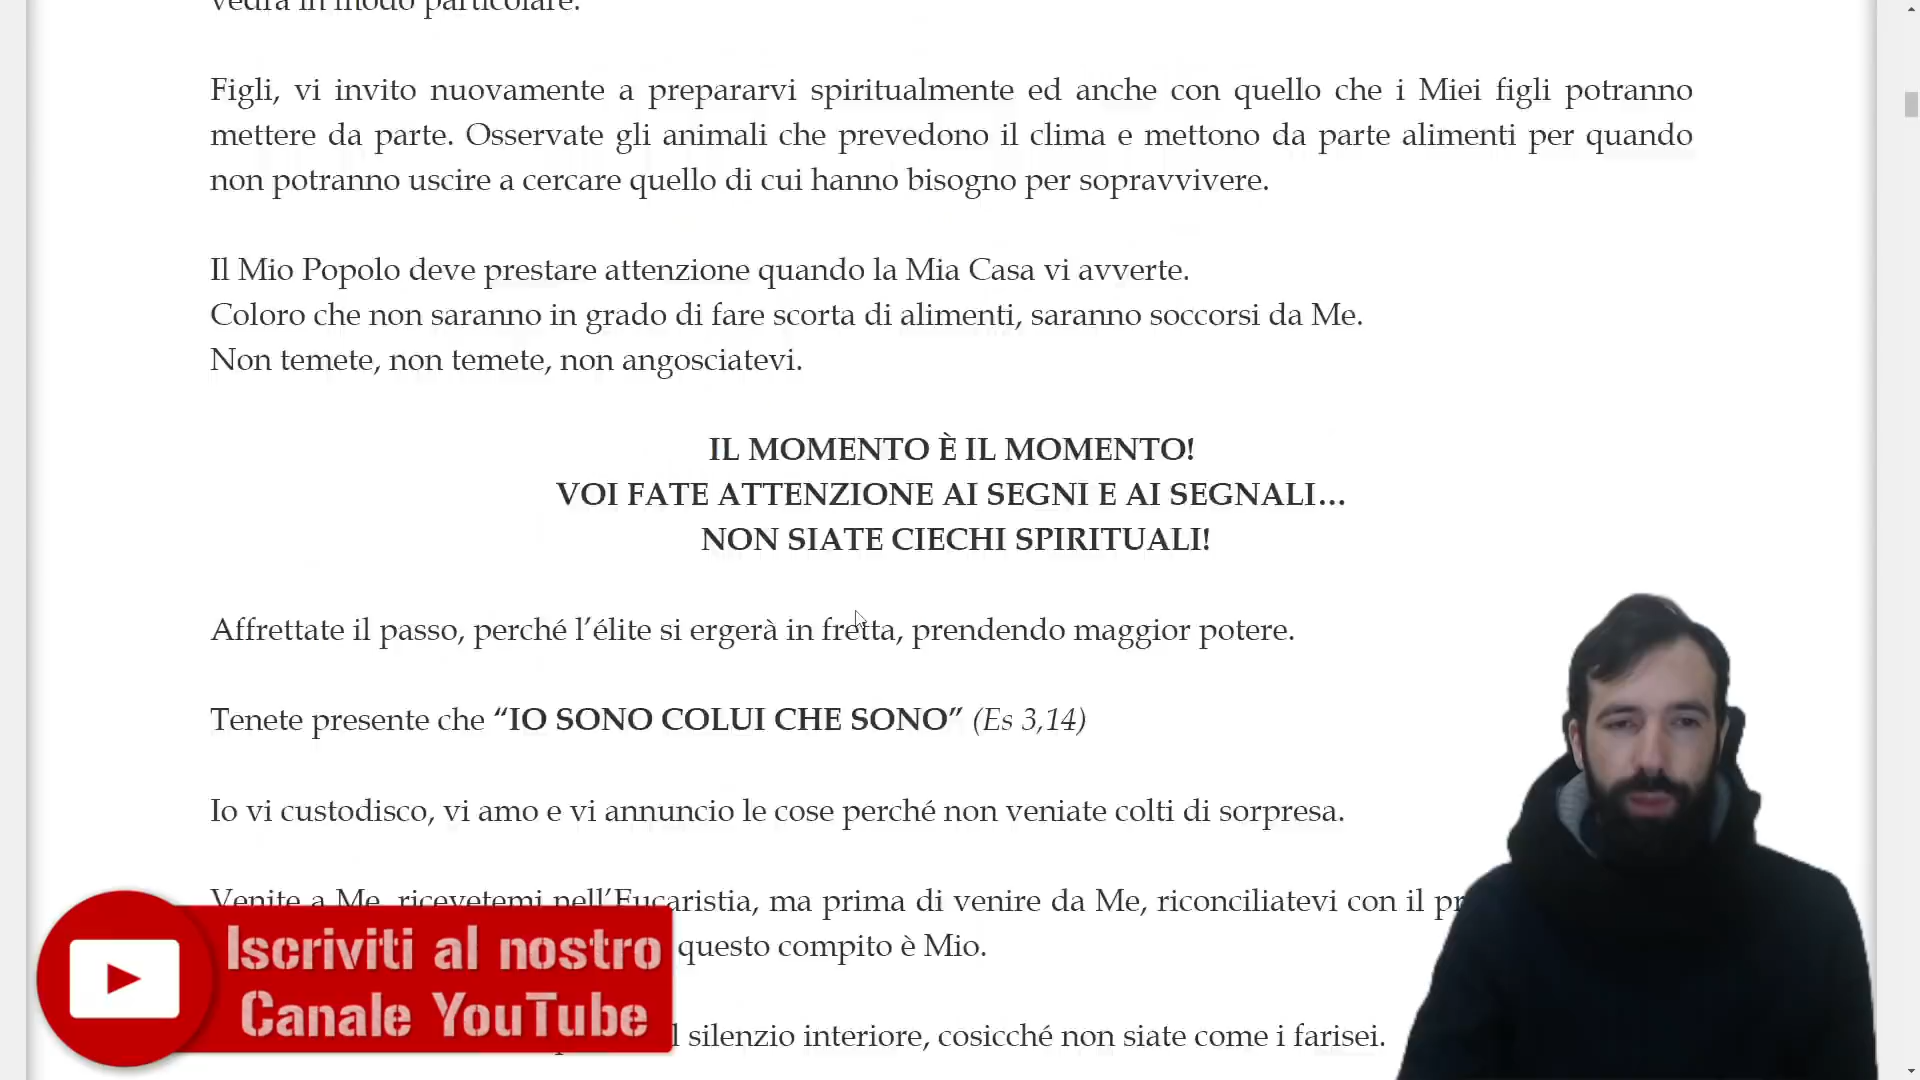 vedrà in modo particolare.
Figli, vi invito nuovamente a prepararvi spiritualmente ed anche con quello che i Miei figli potranno
mettere da parte. Osservate gli animali che prevedono il clima e mettono da parte alimenti per quando
non potranno uscire a cercare quello di cui hanno bisogno per sopravvivere.
Il Mio Popolo deve prestare attenzione quando la Mia Casa vi avverte.
Coloro che non saranno in grado di fare scorta di alimenti, saranno soccorsi da Me.
Non temete, non temete, non angosciatevi.
IL MOMENTO È IL MOMENTO!
VOI FATE ATTENZIONE AI SEGNI E AI SEGNALI…
NON SIATE CIECHI SPIRITUALI!
Affrettate il passo, perché l’élite si ergerà in fretta, prendendo maggior potere.
Tenete presente che “IO SONO COLUI CHE SONO” (Es 3,14)
Io vi custodisco, vi amo e vi annuncio le cose perché non veniate colti di sorpresa.
Venite a Me, ricevetemi nell’Eucaristia, ma prima di venire da Me, riconciliatevi con il
questo compito è Mio.
silenzio interiore, cosicché non siate come i farisei.
Iscriviti al nostro
Canale YouTube